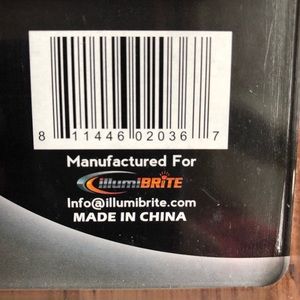 8 11446 02036 7
Manufactured For
illumiBRITE
Info@illumibrite.com
MADE IN CHINA